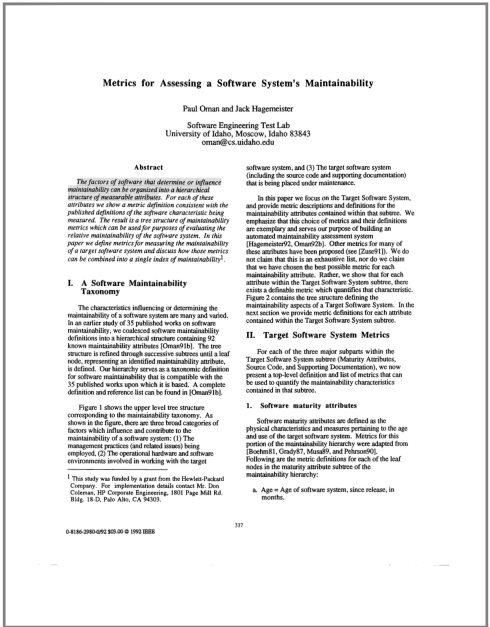 Metrics for Assessing a Software System's Maintainability
Paul Oman and Jack Hagemeister
Software Engineering Test Lab
University of Idaho, Moscow, Idaho 83843
oman@cs.uidaho.edu
Abstract
The factors of software that determine or influence
maintainability can be organized into a hierarchical
structure of measurable attributes. For each of these
attributes we show a metric definition consistent with the
published definitions of the software characteristic being
measured. The result is a tree structure of maintainability
metrics which can be used for purposes of evaluating the
relative maintainability of the software system. In this
paper we define metrics for measuring the maintainability
of a target software system and discuss how those metrics
can be combined into a single index of maintainability1.
I. A Software Maintainability
Taxonomy
The characteristics influencing or determining the
maintainability of a software system are many and varied.
In an earlier study of 35 published works on software
maintainability, we coalesced software maintainability
definitions into a hierarchical structure containing 92
known maintainability attributes [Oman91b]. The tree
structure is refined through successive subtrees until a leaf
node, representing an identified maintainability attribute,
is defined. Our hierarchy serves as a taxonomic definition
for software maintainability that is compatible with the
35 published works upon which it is based. A complete
definition and reference list can be found in [Oman91b].
Figure 1 shows the upper level tree structure
corresponding to the maintainability taxonomy. As
shown in the figure, there are three broad categories of
factors which influence and contribute to the
maintainability of a software system: (1) The
management practices (and related issues) being
employed, (2) The operational hardware and software
environments involved in working with the target
1 This study was funded by a grant from the Hewlett-Packard
Company. For implementation details contact Mr. Don
Coleman, HP Corporate Engineering, 1801 Page Mill Rd.
Bldg. 18-D, Palo Alto, CA 94303.
software system, and (3) The target software system
(including the source code and supporting documentation)
that is being placed under maintenance.
In this paper we focus on the Target Software System,
and provide metric descriptions and definitions for the
maintainability attributes contained within that subtree. We
emphasize that this choice of metrics and their definitions
are exemplary and serves our purpose of building an
automated maintainability assessment system
[Hagemeister92, Oman92b]. Other metrics for many of
these attributes have been proposed (see [Zuse91]). We do
not claim that this is an exhaustive list, nor do we claim
that we have chosen the best possible metric for each
maintainability attribute. Rather, we show that for each
attribute within the Target Software System subtree, there
exists a definable metric which quantifies that characteristic.
Figure 2 contains the tree structure defining the
maintainability aspects of a Target Software System. In the
next section we provide metric definitions for each attribute
contained within the Target Software System subtree.
II. Target Software System Metrics
For each of the three major subparts within the
Target Software System subtree (Maturity Attributes,
Source Code, and Supporting Documentation), we now
present a top-level definition and list of metrics that can
be used to quantify the maintainability characteristics
contained in that subtree.
1. Software maturity attributes
Software maturity attributes are defined as the
physical characteristics and measures pertaining to the age
and use of the target software system. Metrics for this
portion of the maintainability hierarchy were adapted from
[Boehm81, Grady87, Musa89, and Pehrson90].
Following are the metric definitions for each of the leaf
nodes in the maturity attribute subtree of the
maintainability hierarchy:
a. Age = Age of software system, since release, in
months.
337
0-8186-2980-0/92 $03.00 © 1992 IEEE